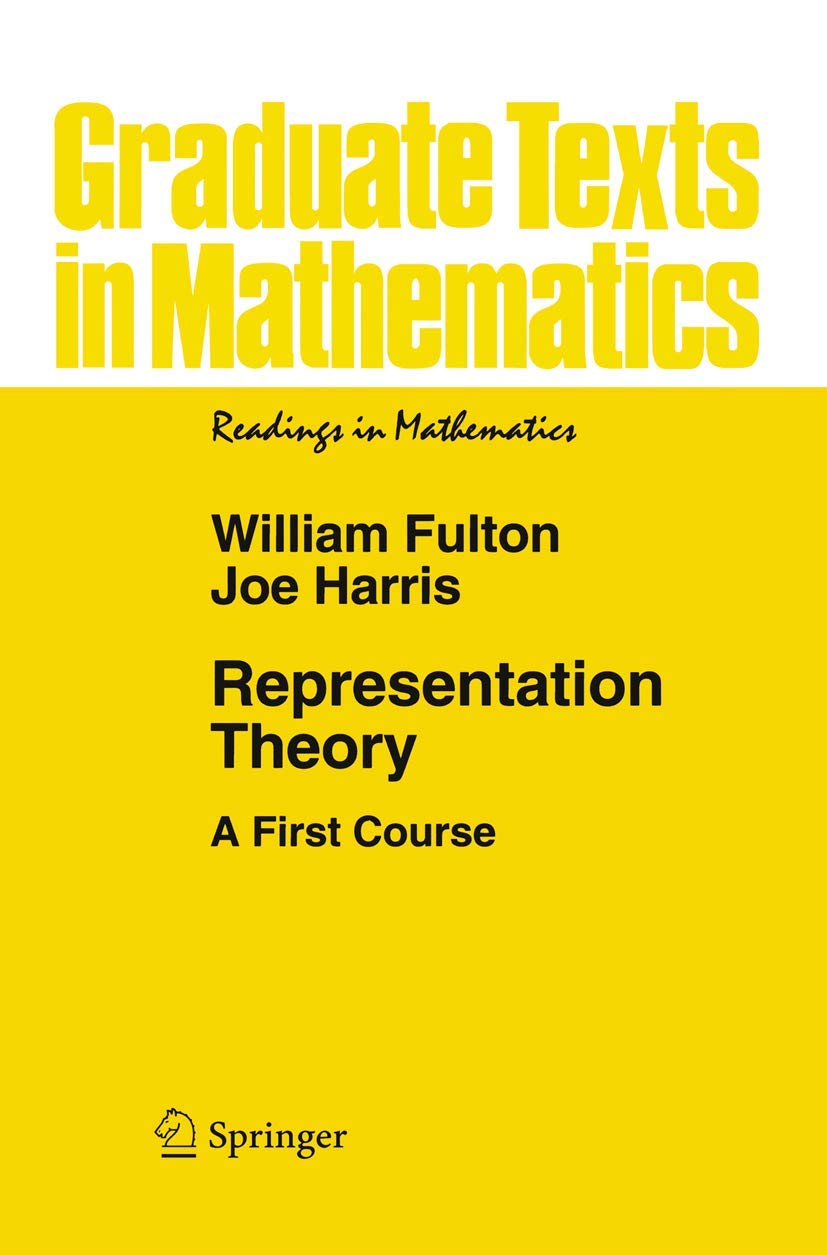 Graduate Texts
in Mathematics
Readings in Mathematics
William Fulton
Joe Harris
Representation
Theory
A First Course
Springer